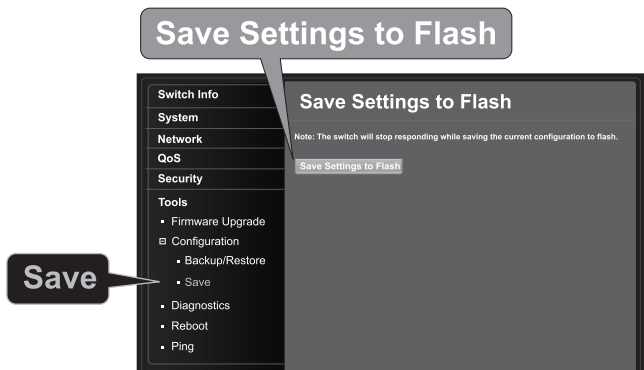 Save Settings to Flash
Switch Info
System
Network
QoS
Security
Tools
Firmware Upgrade
Configuration
Backup/Restore
Save
Diagnostics
Reboot
Ping
Save
Save Settings to Flash
Note: The switch will stop responding while saving the current configuration to flash.
Save Settings to Flash